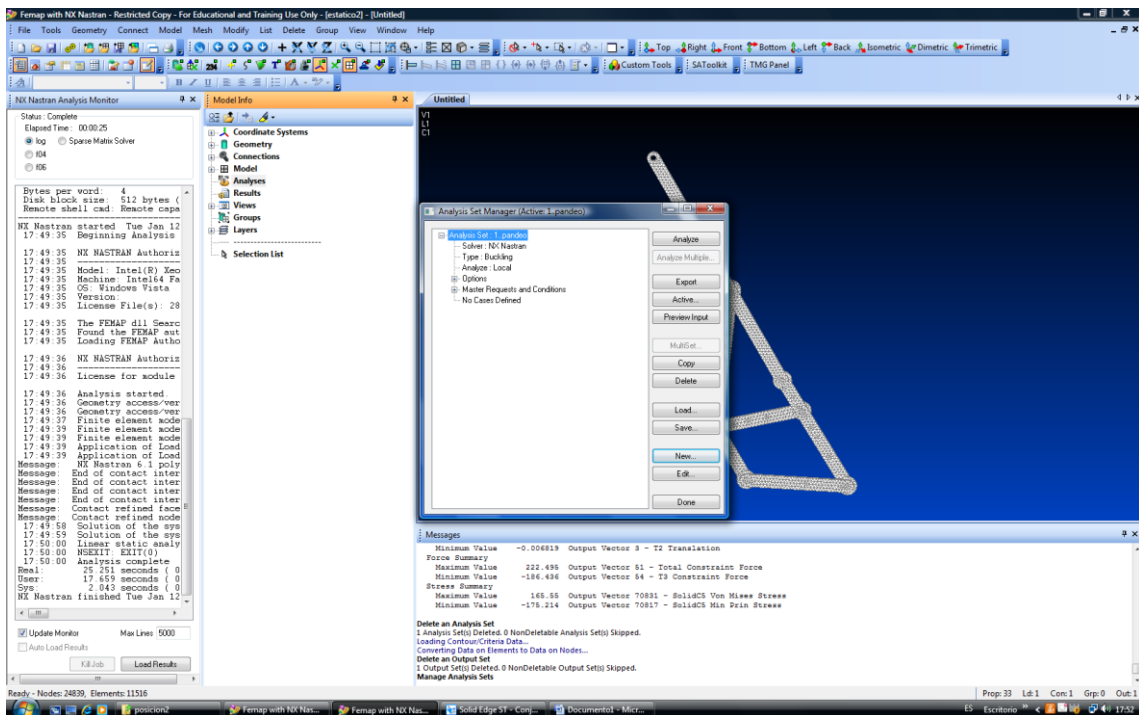 Femap with NX Nastran - Restricted Copy - For Educational and Training Use Only - [estatico2] - [Untitled]
File Tools Geometry Connect Model Mesh Modify List Delete Group View Window Help
Top Right Front Bottom Left Back Isometric Dimetric Trimetric
Custom Tools SAToolkit TMG Panel
NX Nastran Analysis Monitor
Status : Complete
Elapsed Time : 00:00:25
log Sparse Matrix Solver
f04
f06
Bytes per word: 4
Disk block size: 512 bytes (
Remote shell cmd: Remote capa
NX Nastran started Tue Jan 12
17:49:35 Beginning Analysis
17:49:35 NX NASTRAN Authoriz
17:49:35
17:49:35 Model: Intel(R) Xeo
17:49:35 Machine: Intel64 Fa
17:49:35 OS: Windows Vista
17:49:35 Version:
17:49:35 License File(s): 28
17:49:35 The FEMAP dll Searc
17:49:35 Found the FEMAP aut
17:49:35 Loading FEMAP Autho
17:49:36 NX NASTRAN Authoriz
17:49:36
17:49:36 License for module
17:49:36 Analysis started.
17:49:36 Geometry access/ver
17:49:36 Geometry access/ver
17:49:37 Finite element mode
17:49:39 Finite element mode
17:49:39 Finite element mode
17:49:39 Application of Load
17:49:39 Application of Load
Message: NX Nastran 6.1 poly
Message: End of contact inter
Message: End of contact inter
Message: End of contact inter
Message: End of contact inter
Message: Contact refined face
Message: Contact refined node
17:49:58 Solution of the sys
17:49:59 Solution of the sys
17:50:00 Linear static analy
17:50:00 NSEXIT: EXIT(0)
17:50:00 Analysis complete
Real: 25.251 seconds ( 0
User: 17.659 seconds ( 0
Sys: 2.043 seconds ( 0
NX Nastran finished Tue Jan 12
Update Monitor Max Lines 5000
Auto Load Results
Kill Job Load Results
Model Info
Coordinate Systems
Geometry
Connections
Model
Analyses
Results
Views
Groups
Layers
Selection List
Untitled
V1
L1
C1
Analysis Set Manager (Active: 1..pandeo)
Analysis Set : 1..pandeo
Solver : NX Nastran
Type : Buckling
Analyze : Local
Options
Master Requests and Conditions
No Cases Defined
Analyze
Analyze Multiple...
Export
Active...
Preview Input
MultiSet...
Copy
Delete
Load...
Save...
New...
Edit...
Done
Messages
Minimum Value -0.006819 Output Vector 3 - T2 Translation
Force Summary
Maximum Value 222.495 Output Vector 51 - Total Constraint Force
Minimum Value -186.436 Output Vector 54 - T3 Constraint Force
Stress Summary
Maximum Value 165.55 Output Vector 70831 - SolidC5 Von Mises Stress
Minimum Value -175.214 Output Vector 70817 - SolidC5 Min Prin Stress
Delete an Analysis Set
1 Analysis Set(s) Deleted. 0 NonDeletable Analysis Set(s) Skipped.
Loading Contour/Criteria Data...
Converting Data on Elements to Data on Nodes...
Delete an Output Set
1 Output Set(s) Deleted. 0 NonDeletable Output Set(s) Skipped.
Manage Analysis Sets
Ready - Nodes: 24839, Elements: 11516
Prop: 33 Ld: 1 Con: 1 Grp: 0 Out: 1
posicion2 Femap with NX Nas... Femap with NX Nas... Solid Edge ST - Conj... Documento1 - Micr... ES Escritorio 17:52